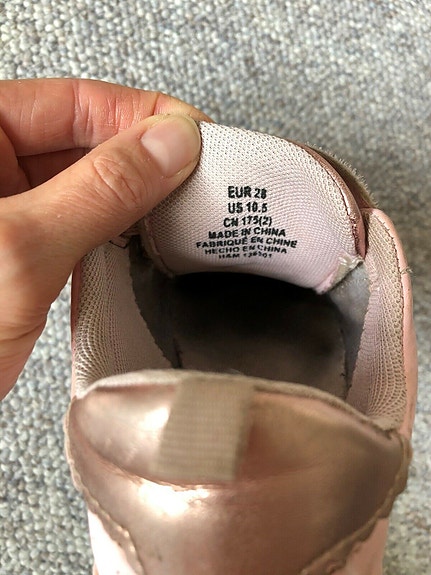 EUR 28
US 10.5
CN 175(2)
MADE IN CHINA
FABRIQUÉ EN CHINE
HECHO EN CHINA
H&M